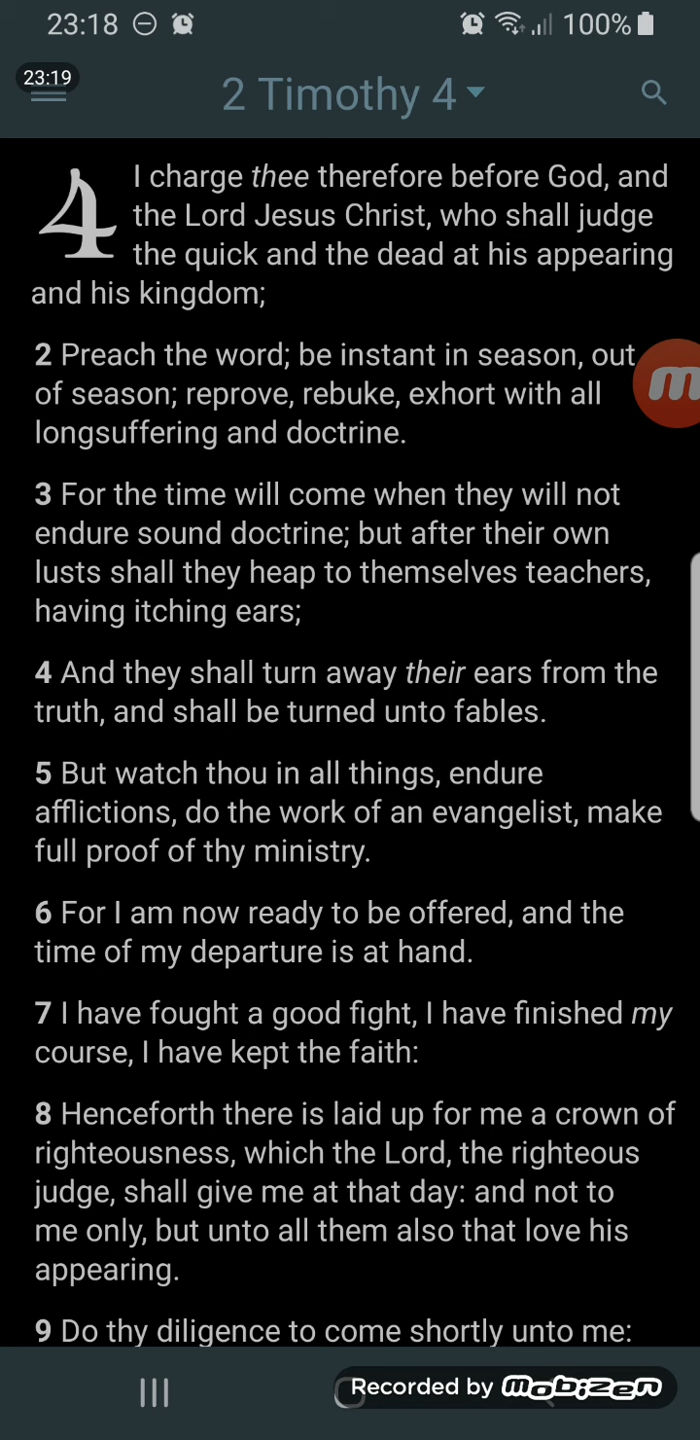 23:18 100%
23:19
2 Timothy 4
4 I charge thee therefore before God, and
the Lord Jesus Christ, who shall judge
the quick and the dead at his appearing
and his kingdom;
2 Preach the word; be instant in season, out
of season; reprove, rebuke, exhort with all
longsuffering and doctrine.
3 For the time will come when they will not
endure sound doctrine; but after their own
lusts shall they heap to themselves teachers,
having itching ears;
4 And they shall turn away their ears from the
truth, and shall be turned unto fables.
5 But watch thou in all things, endure
afflictions, do the work of an evangelist, make
full proof of thy ministry.
6 For I am now ready to be offered, and the
time of my departure is at hand.
7 I have fought a good fight, I have finished my
course, I have kept the faith:
8 Henceforth there is laid up for me a crown of
righteousness, which the Lord, the righteous
judge, shall give me at that day: and not to
me only, but unto all them also that love his
appearing.
9 Do thy diligence to come shortly unto me:
Recorded by mobizen